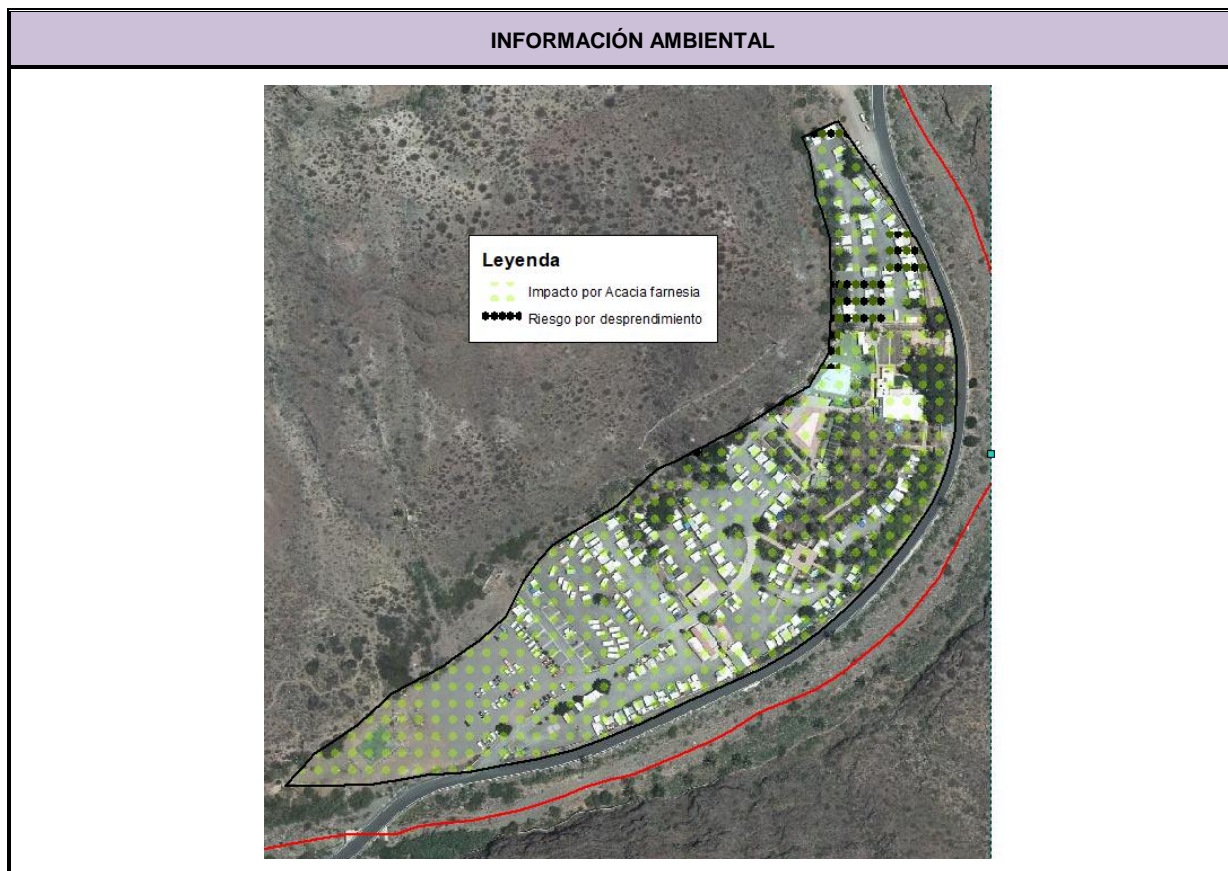 INFORMACIÓN AMBIENTAL
Leyenda
Impacto por Acacia farnesia
Riesgo por desprendimiento